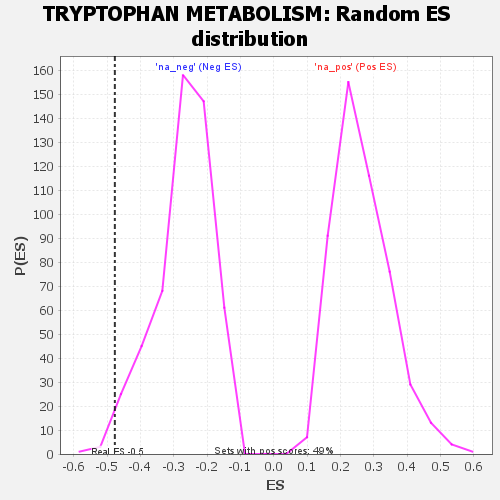 TRYPTOPHAN METABOLISM: Random ES
distribution
'na_neg' (Neg ES)
'na_pos' (Pos ES)
160
150
140
130
120
110
100
90
80
70
60
50
40
30
20
10
0
P(ES)
Real ES -0.5
Sets with pos scores: 49%
-0.6 -0.5 -0.4 -0.3 -0.2 -0.1 0.0 0.1 0.2 0.3 0.4 0.5 0.6
ES